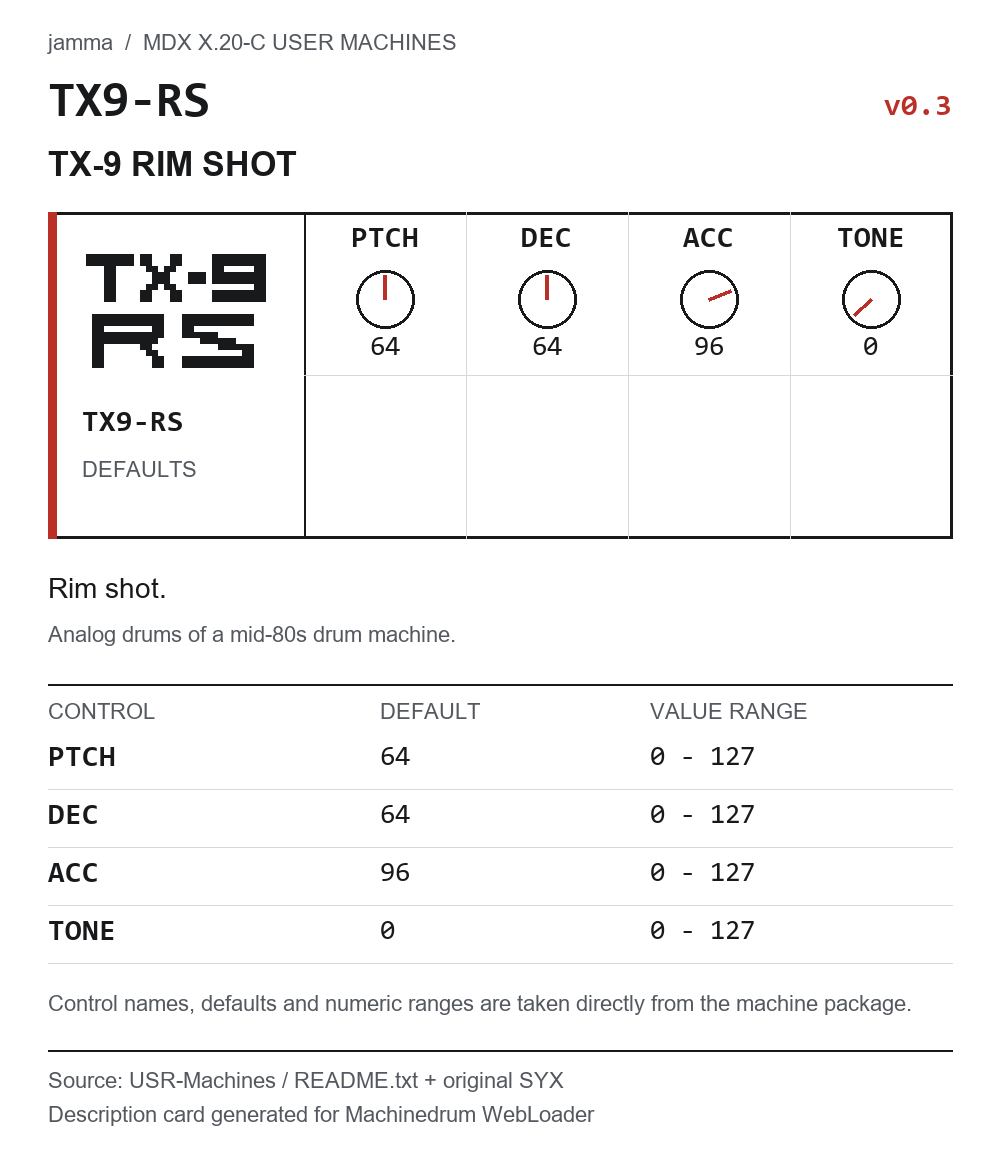 jamma / MDX X.20-C USER MACHINES
TX9-RS
v0.3
TX-9 RIM SHOT
TX-9
RS
TX9-RS
DEFAULTS
PTCH DEC ACC TONE
64 64 96 0
Rim shot.
Analog drums of a mid-80s drum machine.
CONTROL DEFAULT VALUE RANGE
PTCH 64 0 - 127
DEC 64 0 - 127
ACC 96 0 - 127
TONE 0 0 - 127
Control names, defaults and numeric ranges are taken directly from the machine package.
Source: USR-Machines / README.txt + original SYX
Description card generated for Machinedrum WebLoader